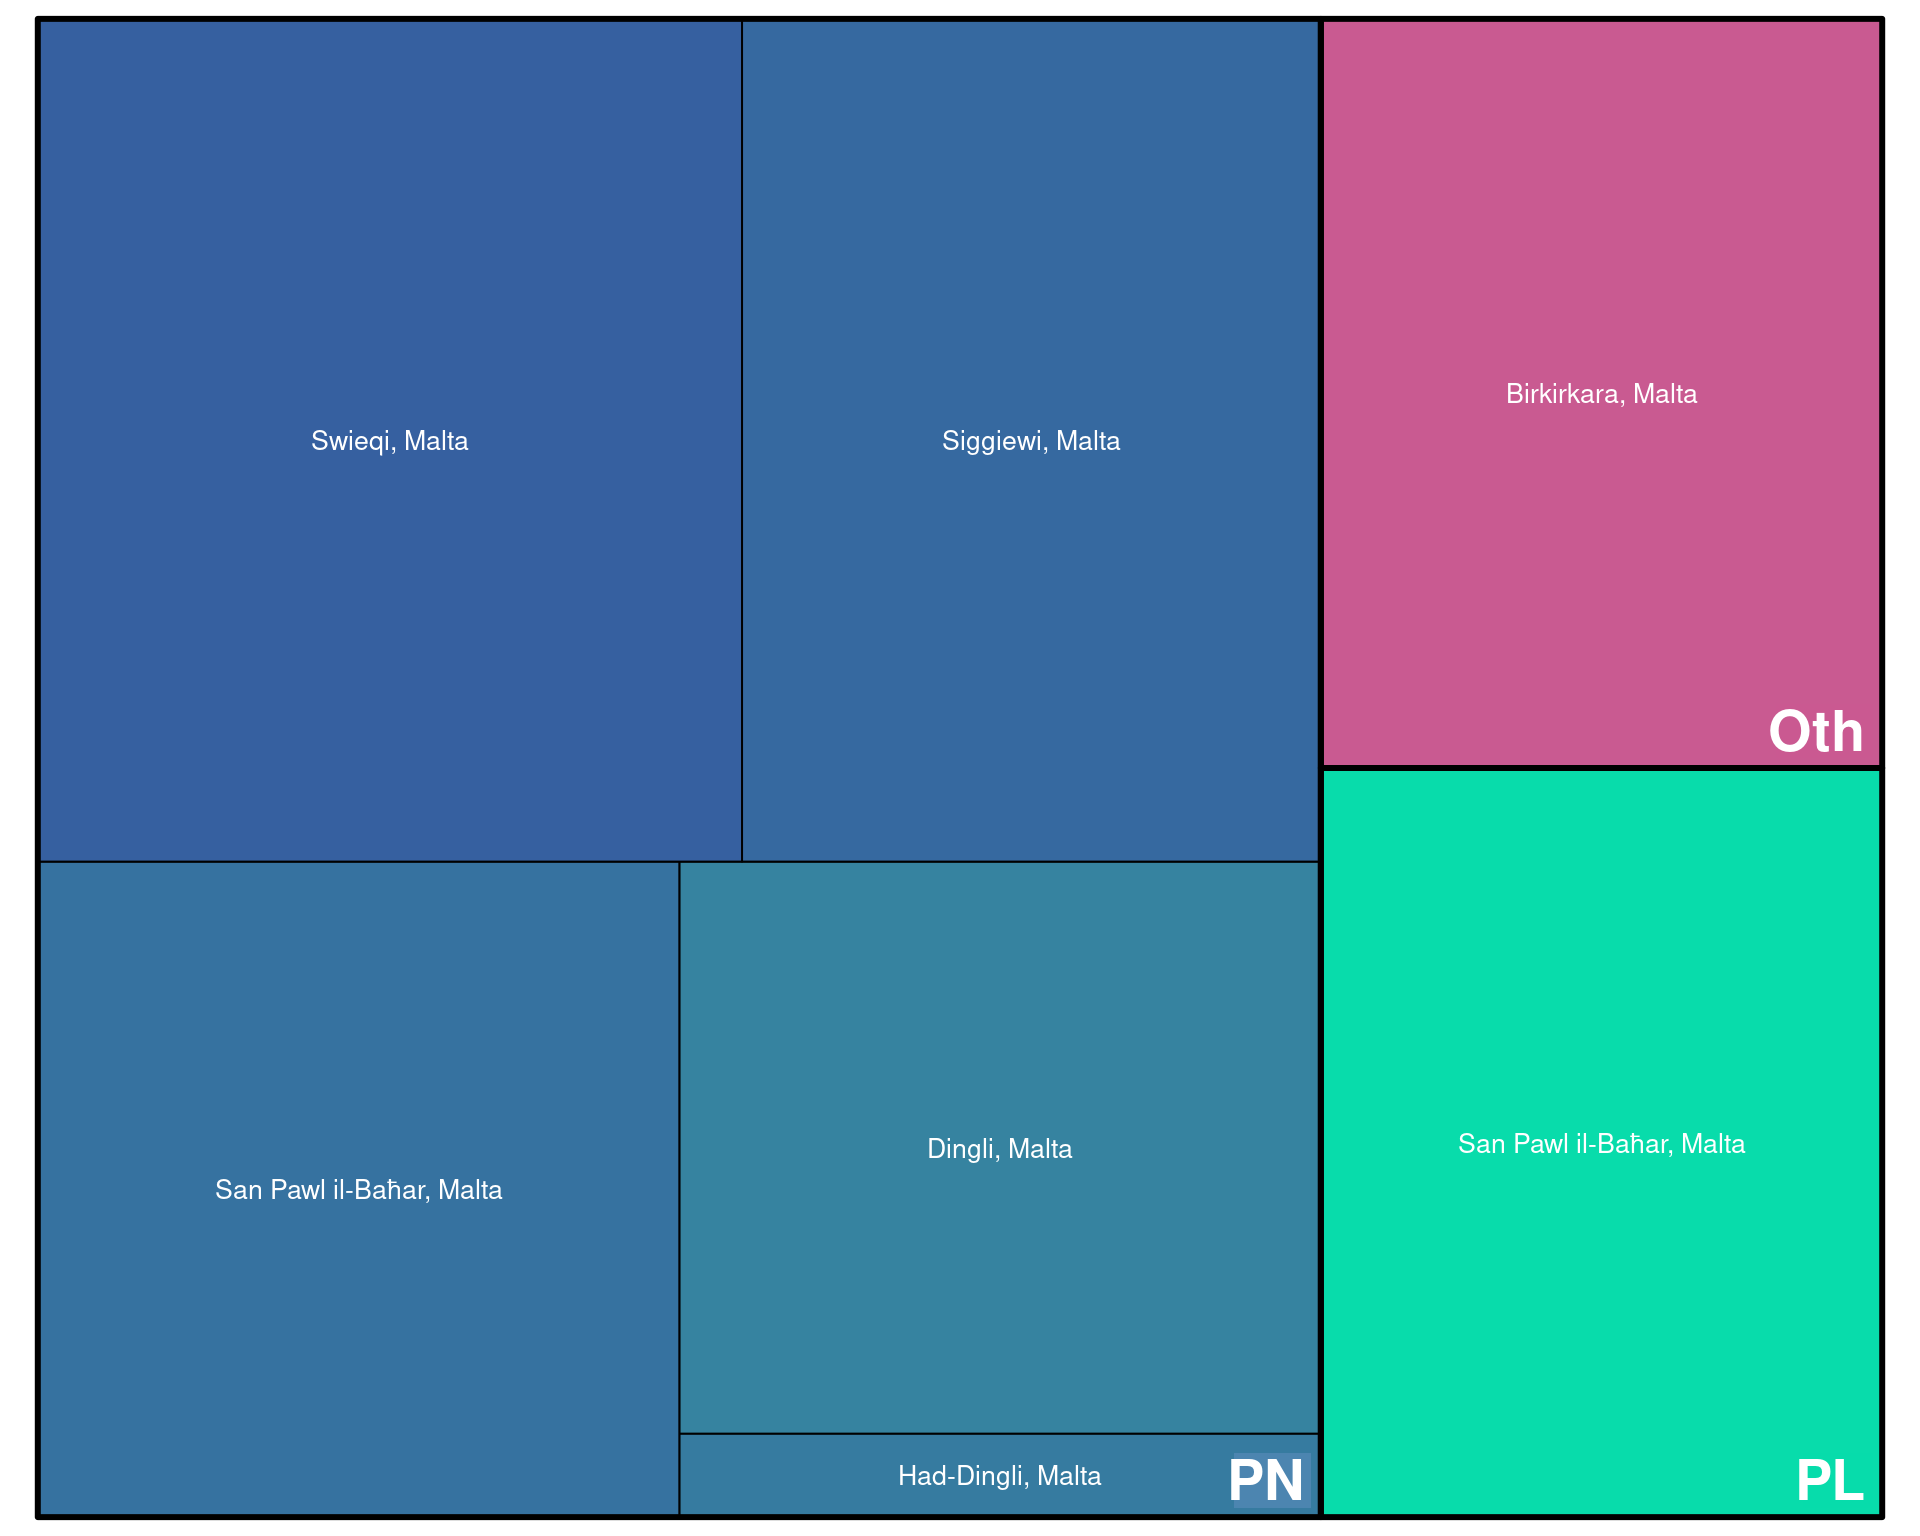 Swieqi, Malta
Siggiewi, Malta
Birkirkara, Malta
Oth
San Pawl il-Baħar, Malta
Dingli, Malta
San Pawl il-Baħar, Malta
Had-Dingli, Malta
PN
PL